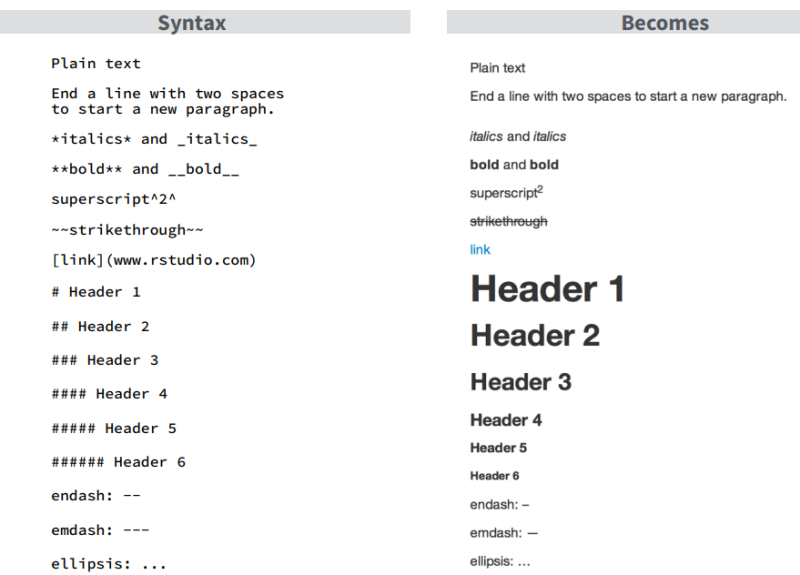 Syntax
Plain text
End a line with two spaces
to start a new paragraph.
*italics* and _italics_
**bold** and __bold__
superscript^2^
~~strikethrough~~
[link](www.rstudio.com)
# Header 1
## Header 2
### Header 3
#### Header 4
##### Header 5
###### Header 6
endash: --
emdash: ---
ellipsis: ...
Becomes
Plain text
End a line with two spaces to start a new paragraph.
italics and italics
bold and bold
superscript2
strikethrough
link
Header 1
Header 2
Header 3
Header 4
Header 5
Header 6
endash: –
emdash: —
ellipsis: …